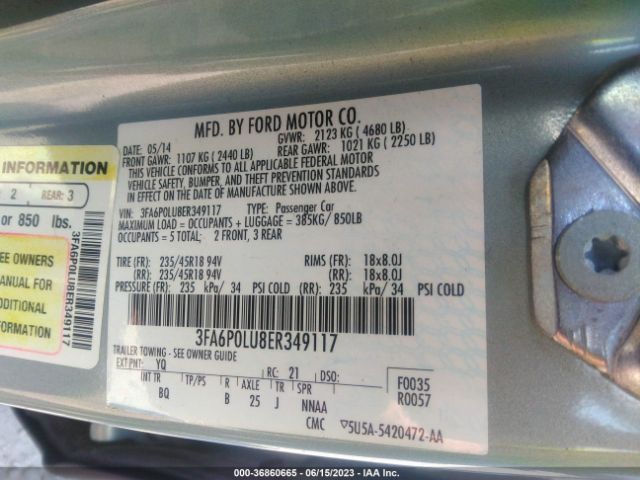 MFD. BY FORD MOTOR CO.
DATE: 05/14 GVWR: 2123 KG ( 4680 LB)
FRONT GAWR: 1107 KG ( 2440 LB) REAR GAWR: 1021 KG ( 2250 LB)
THIS VEHICLE CONFORMS TO ALL APPLICABLE FEDERAL MOTOR
VEHICLE SAFETY, BUMPER, AND THEFT PREVENTION STANDARDS
IN EFFECT ON THE DATE OF MANUFACTURE SHOWN ABOVE.
VIN: 3FA6P0LU8ER349117 TYPE: Passenger Car
MAXIMUM LOAD = OCCUPANTS + LUGGAGE = 385KG/ 850LB
OCCUPANTS = 5 TOTAL: 2 FRONT, 3 REAR
TIRE (FR): 235/45R18 94V RIMS (FR): 18x8.0J
(RR): 235/45R18 94V (RR): 18x8.0J
PRESSURE (FR): 235 kPa/ 34 PSI COLD (RR): 235 kPa/ 34 PSI COLD
3FA6P0LU8ER349117
TRAILER TOWING - SEE OWNER GUIDE
EXT PNT: YQ RC: 21 DSO:
INT TR TP/PS R AXLE TR SPR F0035
BQ B 25 J NNAA R0057
CMC 5U5A-5420472-AA
INFORMATION
2 REAR: 3
or 850 lbs.
SEE OWNERS
MANUAL FOR
ADDITIONAL
INFORMATION
3FA6P0LU8ER349117
000-36860665 - 06/15/2023 - IAA Inc.